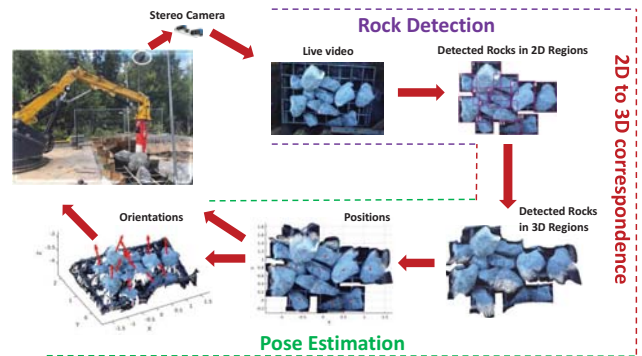 Stereo Camera
Rock Detection
Live video
Detected Rocks in 2D Regions
2D to 3D correspondence
Detected Rocks
in 3D Regions
Positions
Orientations
Pose Estimation